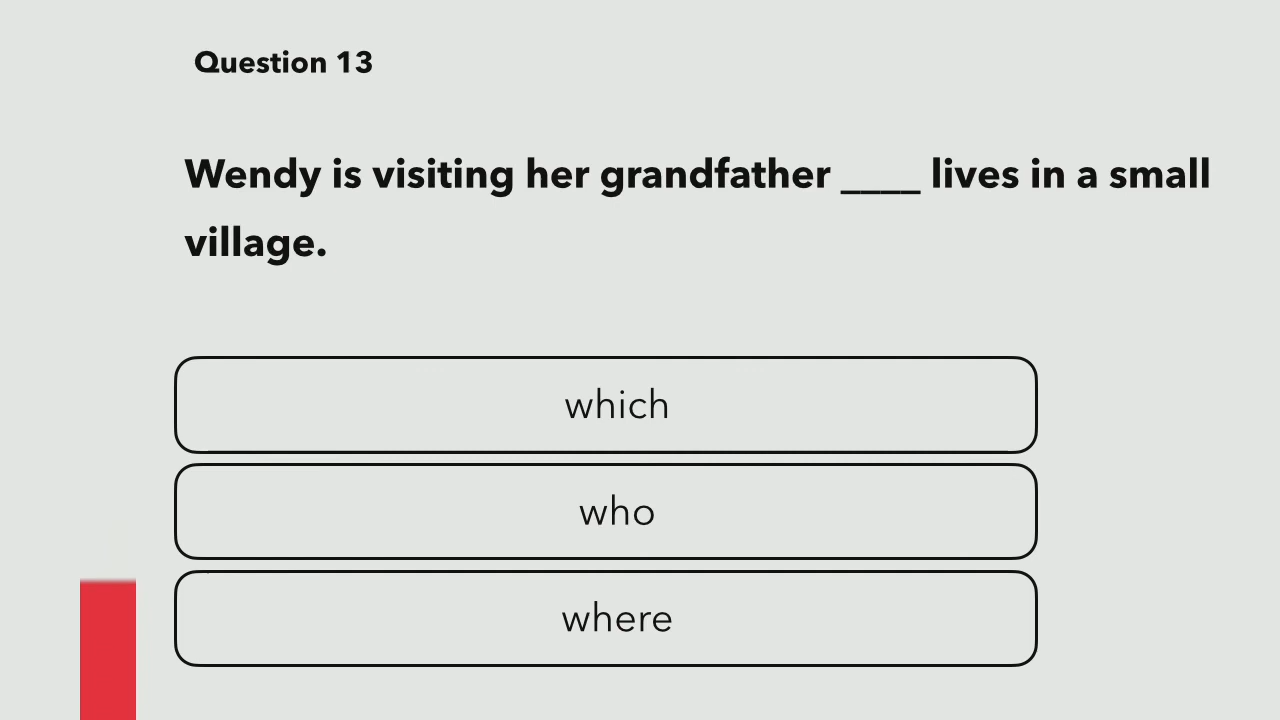 Question 13
Wendy is visiting her grandfather ____ lives in a small
village.
which
who
where